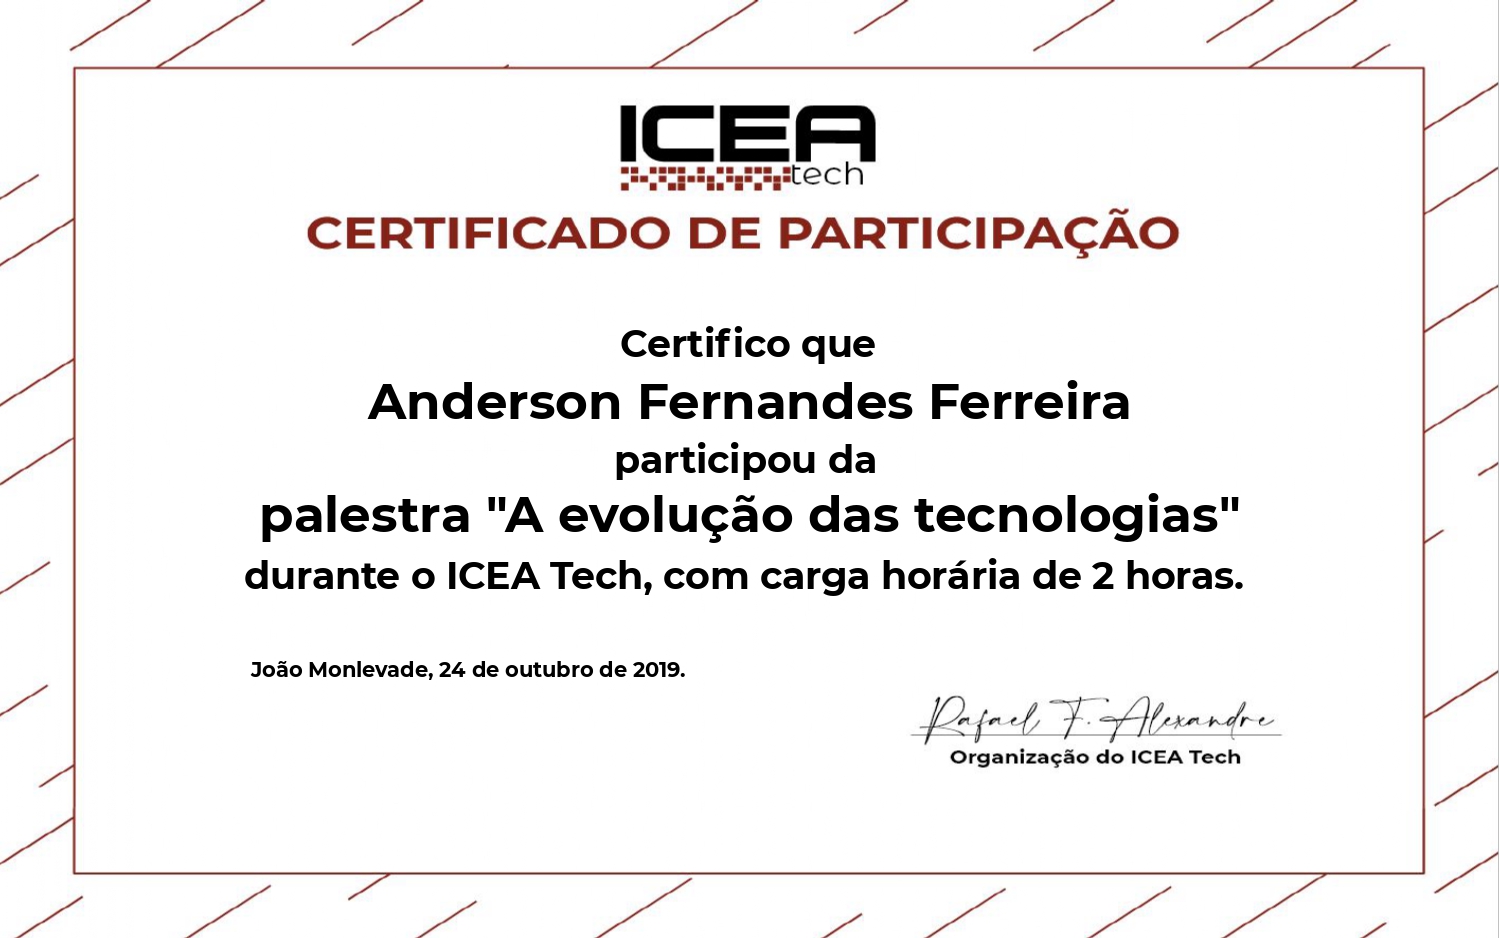 ICEA
tech
CERTIFICADO DE PARTICIPAÇÃO
Certifico que
Anderson Fernandes Ferreira
participou da
palestra "A evolução das tecnologias"
durante o ICEA Tech, com carga horária de 2 horas.
João Monlevade, 24 de outubro de 2019.
Rafael F. Alexandre
Organização do ICEA Tech